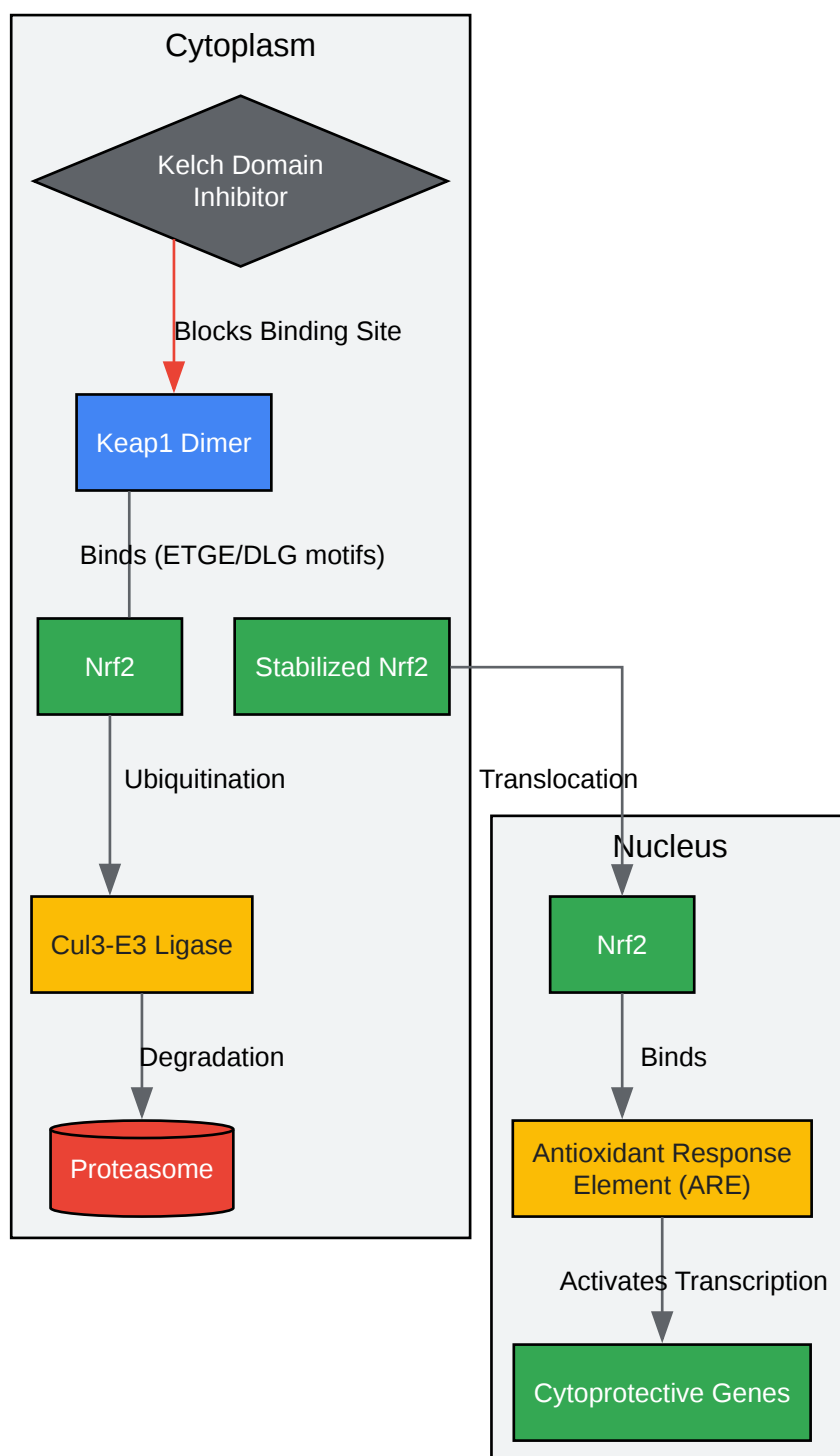 Cytoplasm
Kelch Domain
Inhibitor
Blocks Binding Site
Keap1 Dimer
Binds (ETGE/DLG motifs)
Nrf2
Stabilized Nrf2
Ubiquitination
Translocation
Nucleus
Cul3-E3 Ligase
Nrf2
Degradation
Binds
Proteasome
Antioxidant Response
Element (ARE)
Activates Transcription
Cytoprotective Genes